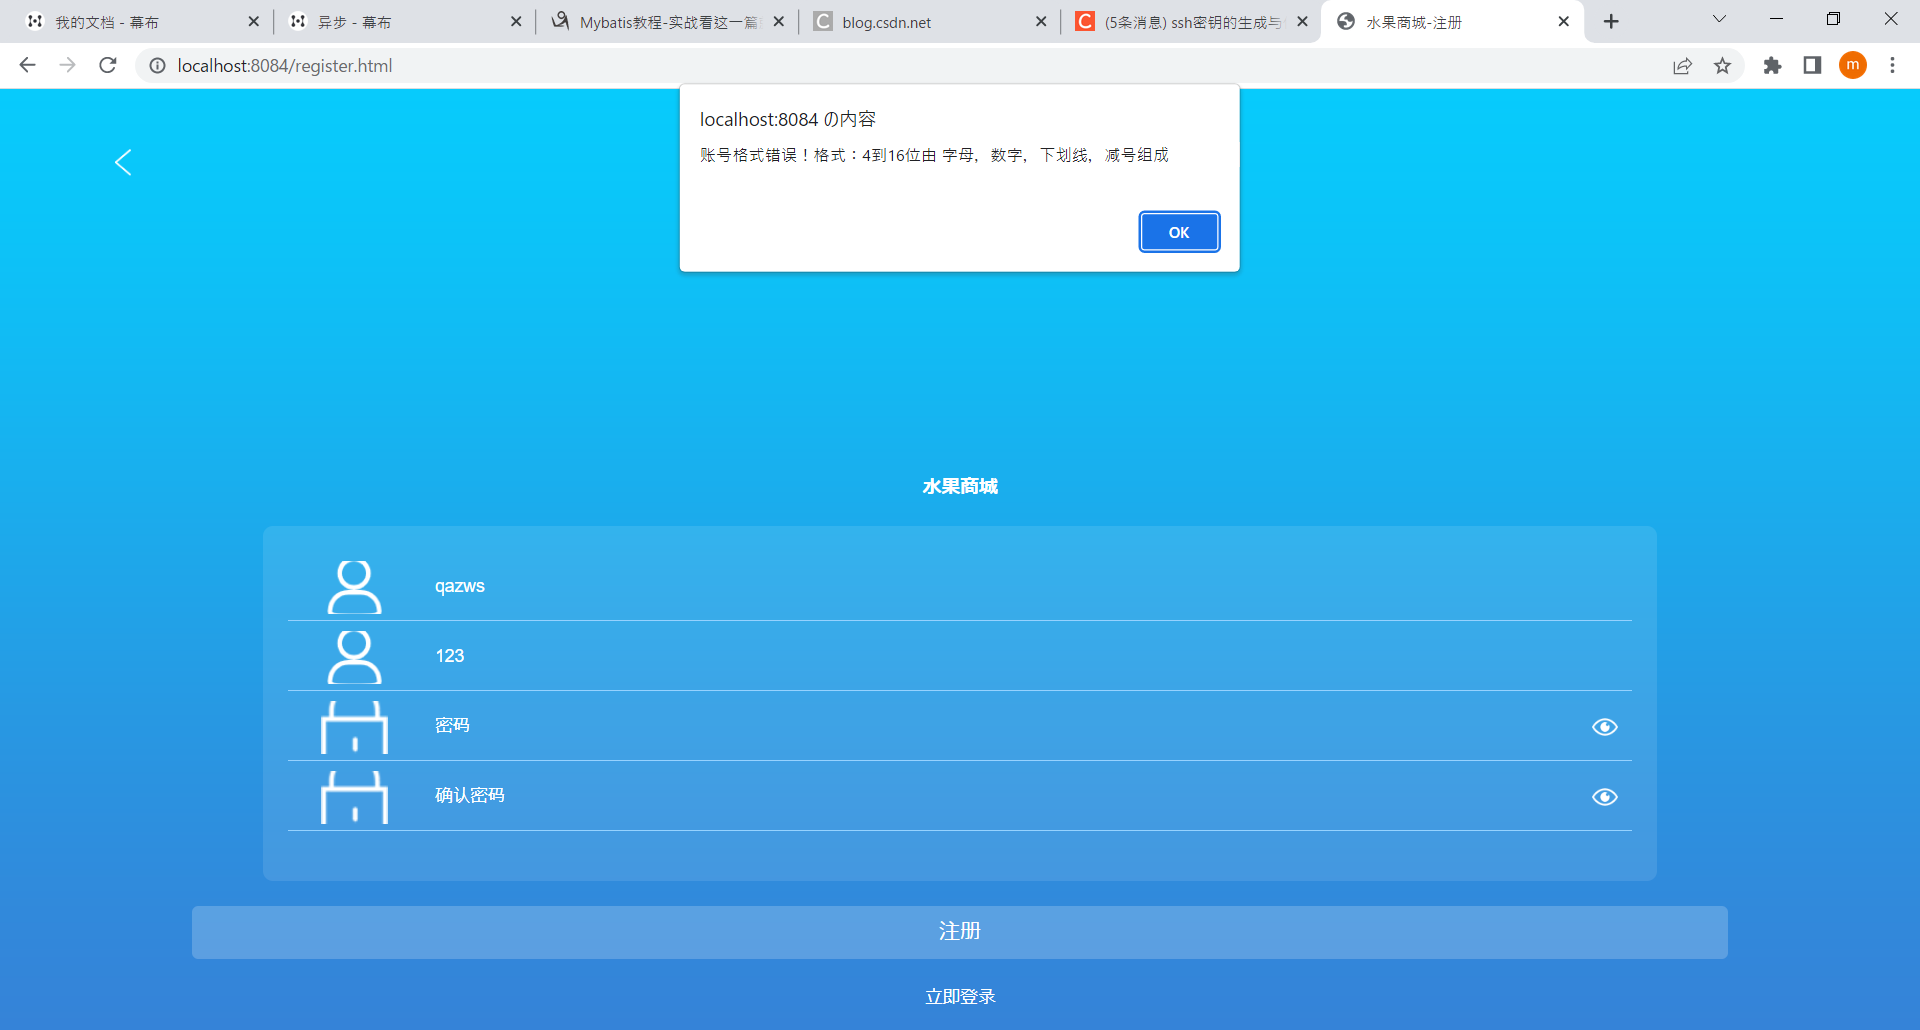 我的文档 - 幕布
异步 - 幕布
Mybatis教程-实战看这一篇
blog.csdn.net
(5条消息) ssh密钥的生成与
水果商城-注册
localhost:8084/register.html
m
localhost:8084 の内容
账号格式错误！格式：4到16位由 字母，数字，下划线，减号组成
OK
水果商城
qazws
123
密码
确认密码
注册
立即登录